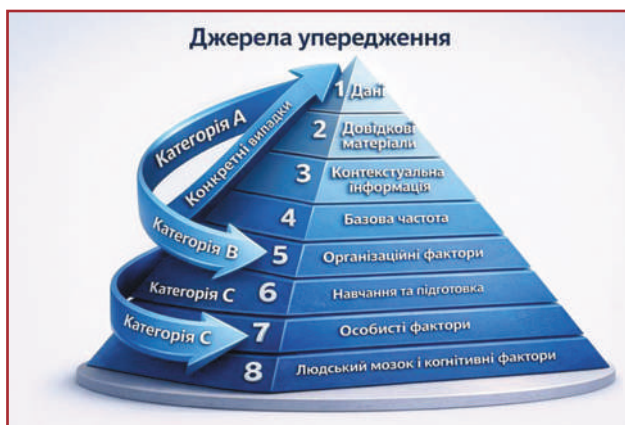 Джерела упередження
1 Дані
2 Довідкові
матеріали
3 Контекстуальна
інформація
4 Базова частота
5 Організаційні фактори
6 Навчання та підготовка
7 Особисті фактори
8 Людський мозок і когнітивні фактори
Категорія А
Конкретні випадки
Категорія В
Категорія С
Категорія С